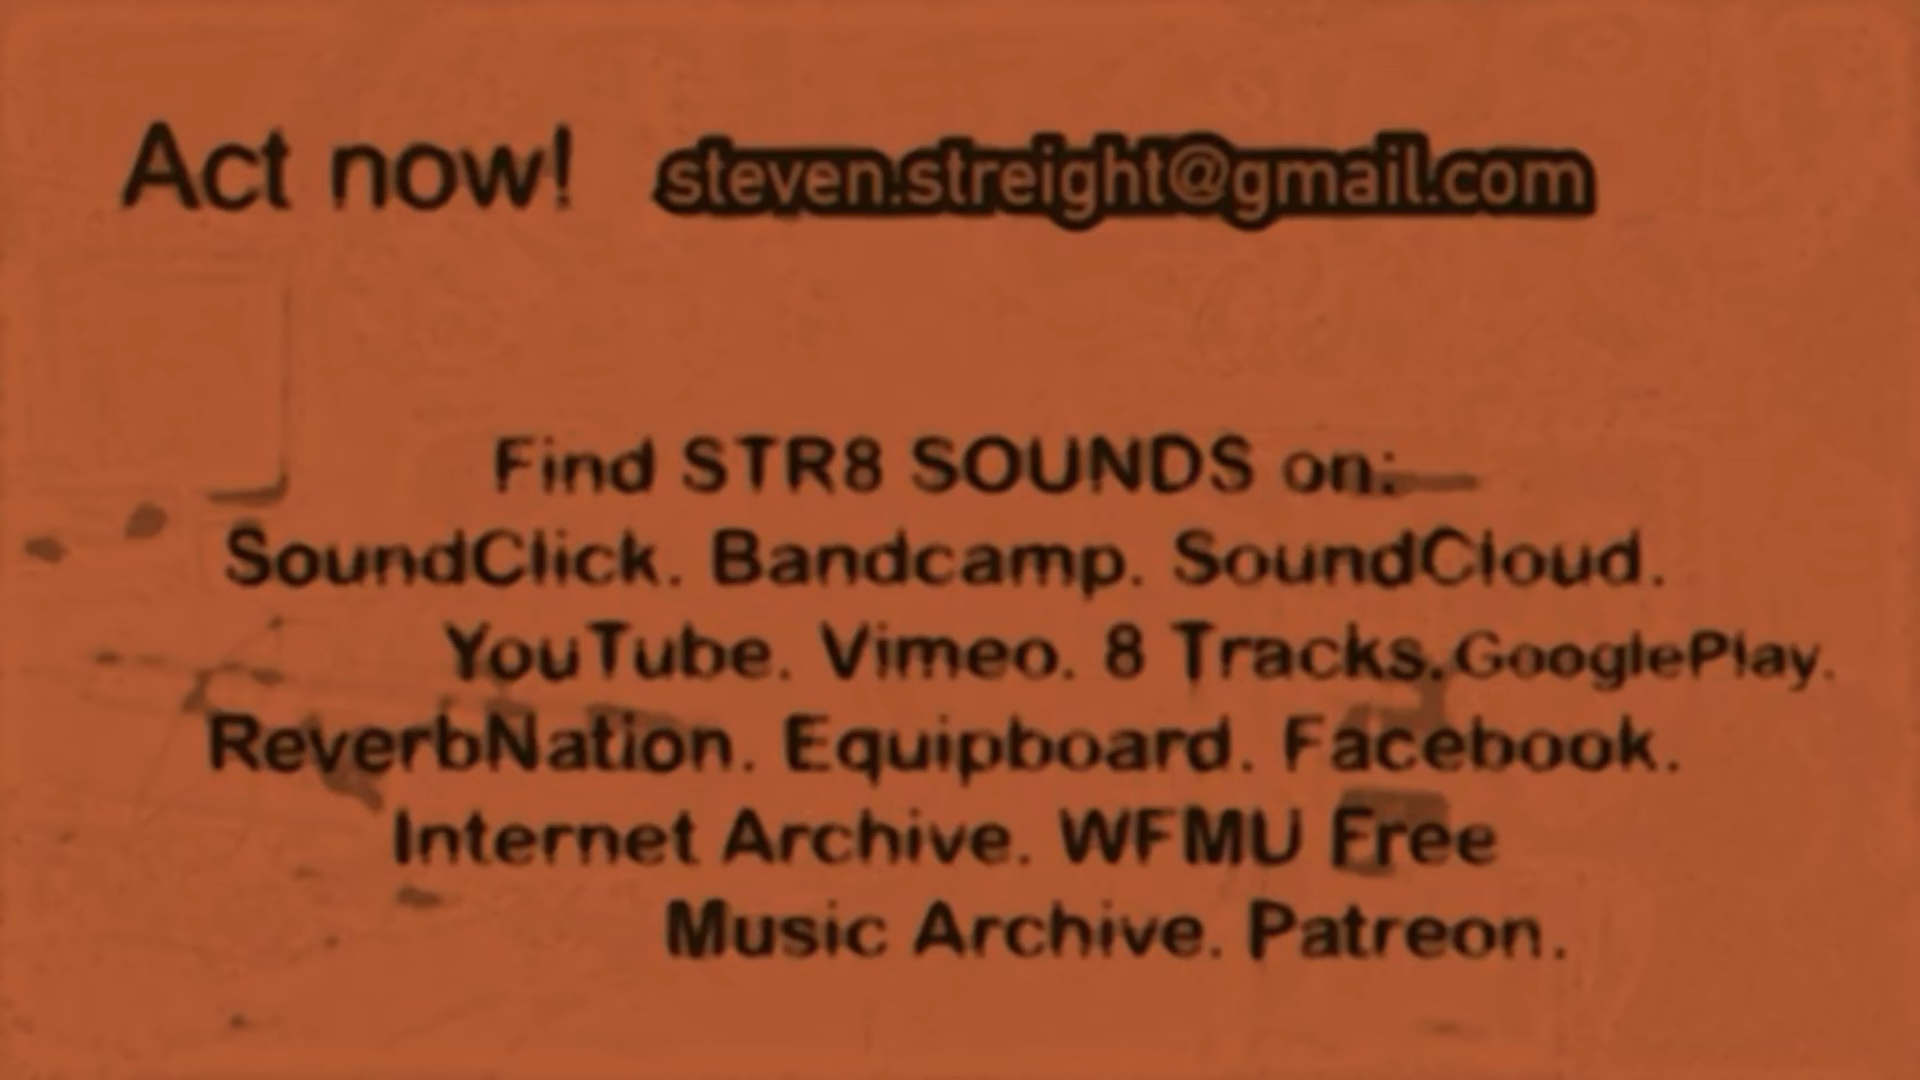 Act now! steven.streight@gmail.com
Find STR8 SOUNDS on:
SoundClick. Bandcamp. SoundCloud.
YouTube. Vimeo. 8 Tracks. GooglePlay.
ReverbNation. Equipboard. Facebook.
Internet Archive. WFMU Free
Music Archive. Patreon.